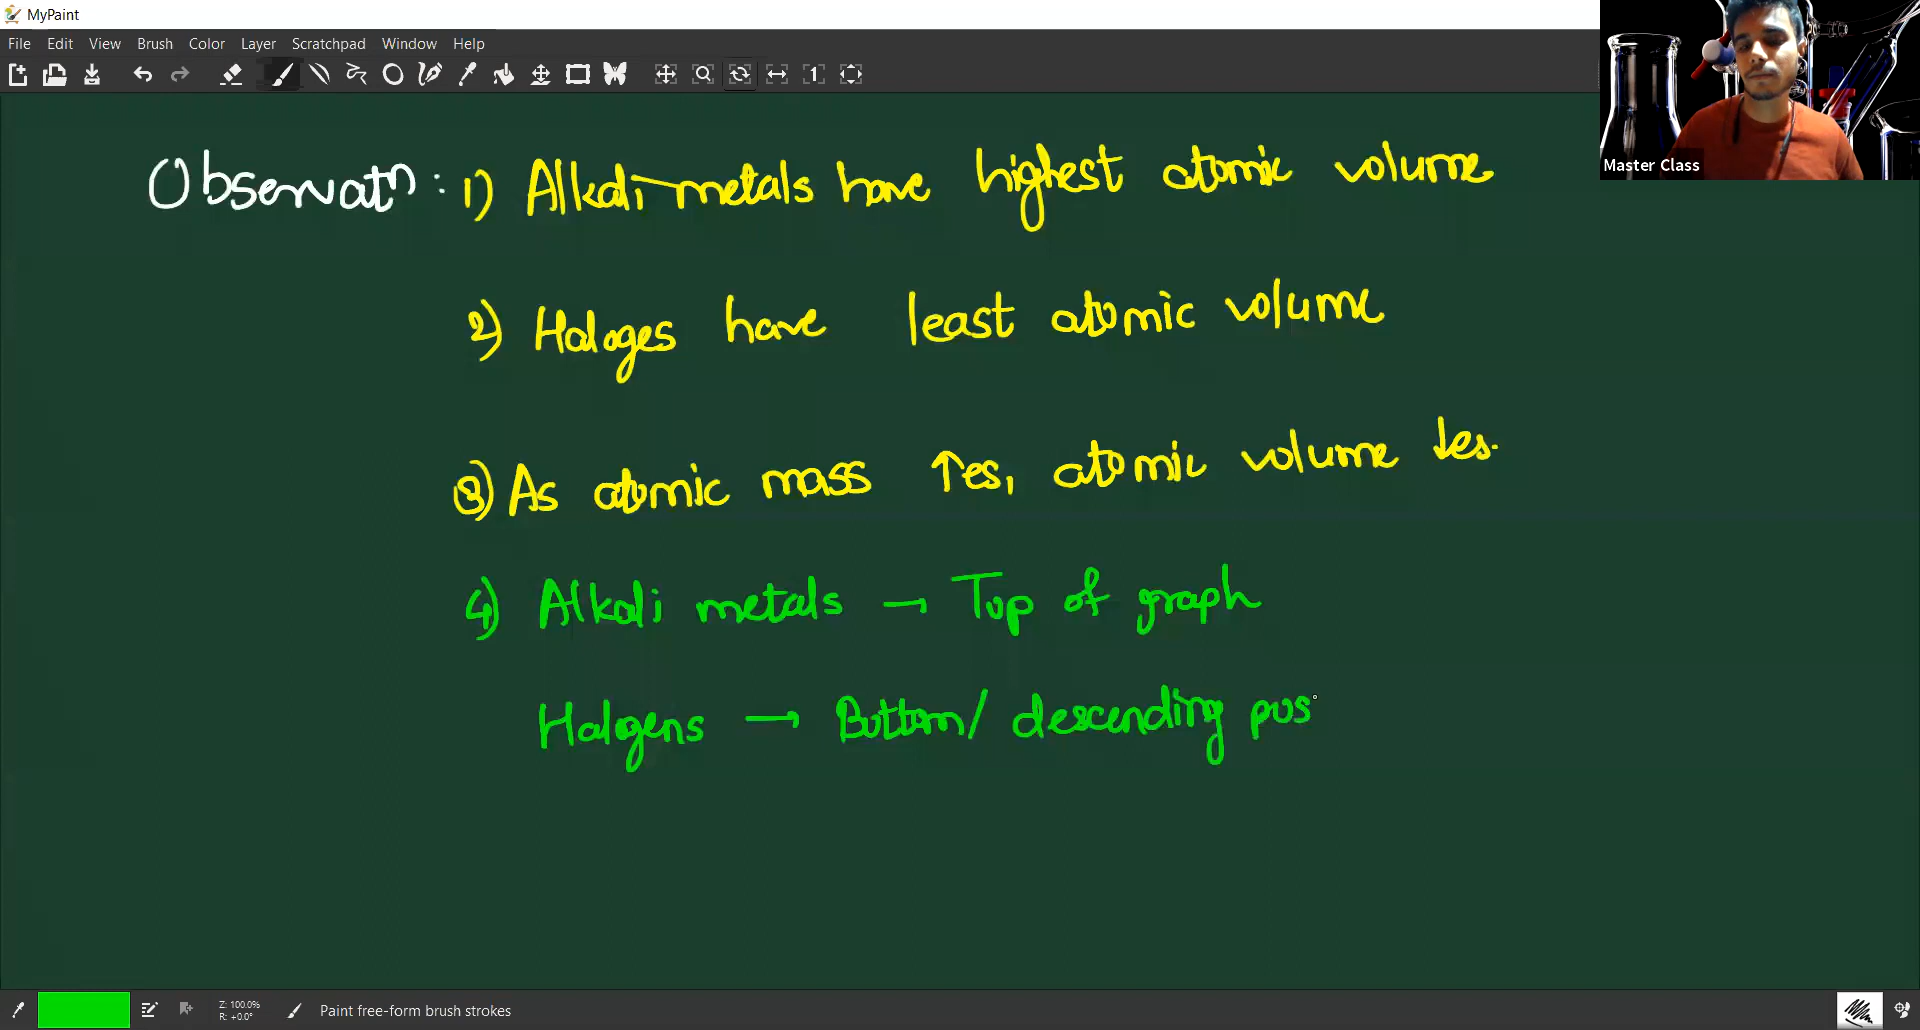 MyPaint
File Edit View Brush Color Layer Scratchpad Window Help
Master Class
Observatn : 1) Alkali metals have highest atomic volume
2) Haloges have least atomic volume
3) As atomic mass ↑es, atomic volume ↓es.
4) Alkali metals → Top of graph
Halogens → Bottom/ descending pos
Z: 100.0%
R: +0.0°
Paint free-form brush strokes